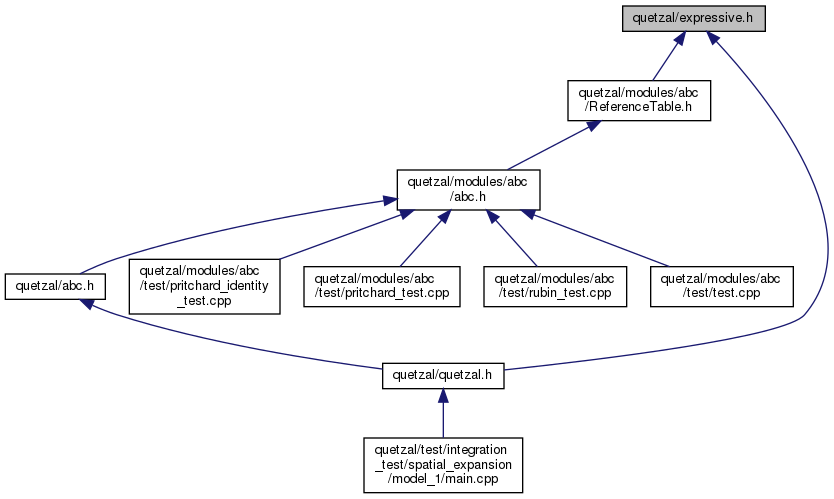 quetzal/expressive.h
quetzal/modules/abc
/ReferenceTable.h
quetzal/modules/abc
/abc.h
quetzal/abc.h
quetzal/modules/abc
/test/pritchard_identity
_test.cpp
quetzal/modules/abc
/test/pritchard_test.cpp
quetzal/modules/abc
/test/rubin_test.cpp
quetzal/modules/abc
/test/test.cpp
quetzal/quetzal.h
quetzal/test/integration
_test/spatial_expansion
/model_1/main.cpp